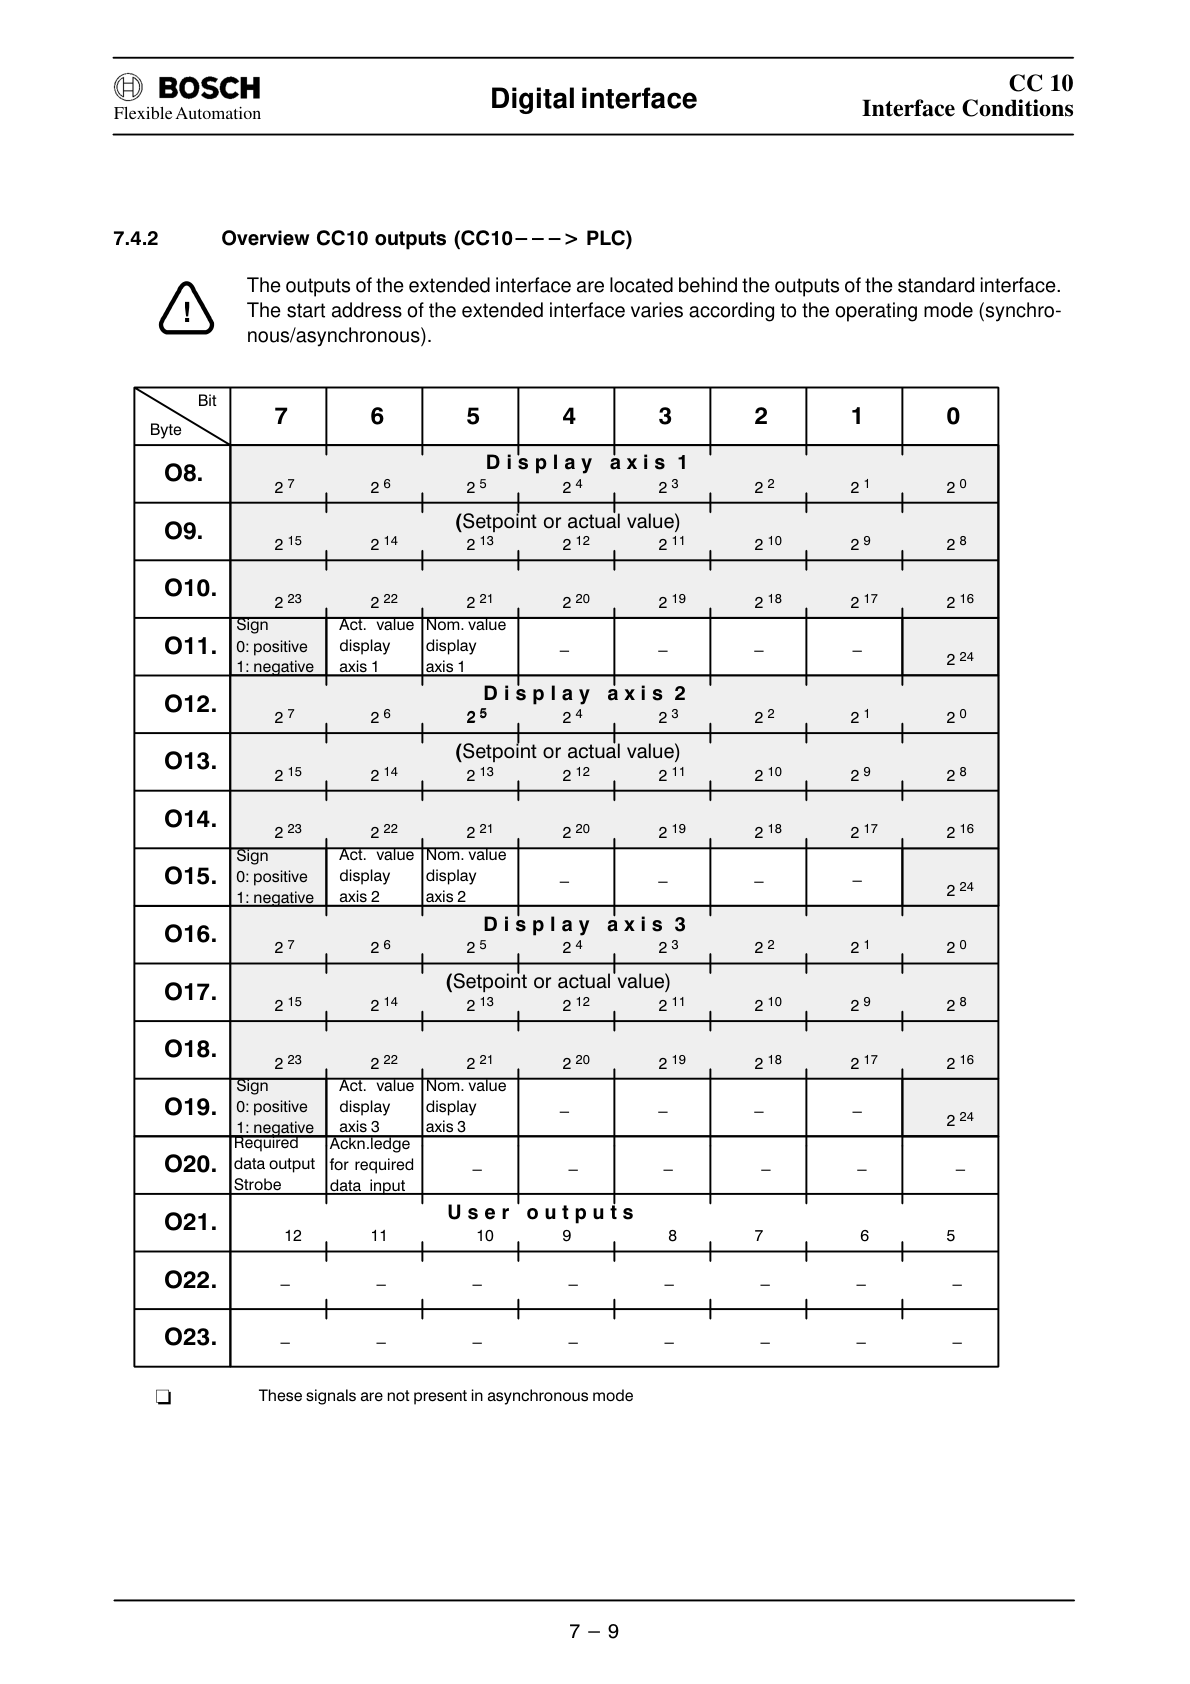 BOSCH
Flexible Automation
Digital interface
CC 10
Interface Conditions
7.4.2 Overview CC10 outputs (CC10−−−> PLC)
The outputs of the extended interface are located behind the outputs of the standard interface.
The start address of the extended interface varies according to the operating mode (synchro-
nous/asynchronous).
Bit
Byte
7 6 5 4 3 2 1 0
Display axis 1
O8.
2^7 2^6 2^5 2^4 2^3 2^2 2^1 2^0
(Setpoint or actual value)
O9.
2^15 2^14 2^13 2^12 2^11 2^10 2^9 2^8
O10.
2^23 2^22 2^21 2^20 2^19 2^18 2^17 2^16
Sign Act. value Nom. value
O11. 0: positive display display – – – – 2^24
1: negative axis 1 axis 1
Display axis 2
O12.
2^7 2^6 2^5 2^4 2^3 2^2 2^1 2^0
(Setpoint or actual value)
O13.
2^15 2^14 2^13 2^12 2^11 2^10 2^9 2^8
O14.
2^23 2^22 2^21 2^20 2^19 2^18 2^17 2^16
Sign Act. value Nom. value
O15. 0: positive display display – – – – 2^24
1: negative axis 2 axis 2
Display axis 3
O16.
2^7 2^6 2^5 2^4 2^3 2^2 2^1 2^0
(Setpoint or actual value)
O17.
2^15 2^14 2^13 2^12 2^11 2^10 2^9 2^8
O18.
2^23 2^22 2^21 2^20 2^19 2^18 2^17 2^16
Sign Act. value Nom. value
O19. 0: positive display display – – – – 2^24
1: negative axis 3 axis 3
Required Ackn.ledge
O20. data output for required – – – – – –
Strobe data input
User outputs
O21.
12 11 10 9 8 7 6 5
O22. – – – – – – – –
O23. – – – – – – – –
❏ These signals are not present in asynchronous mode
7 − 9